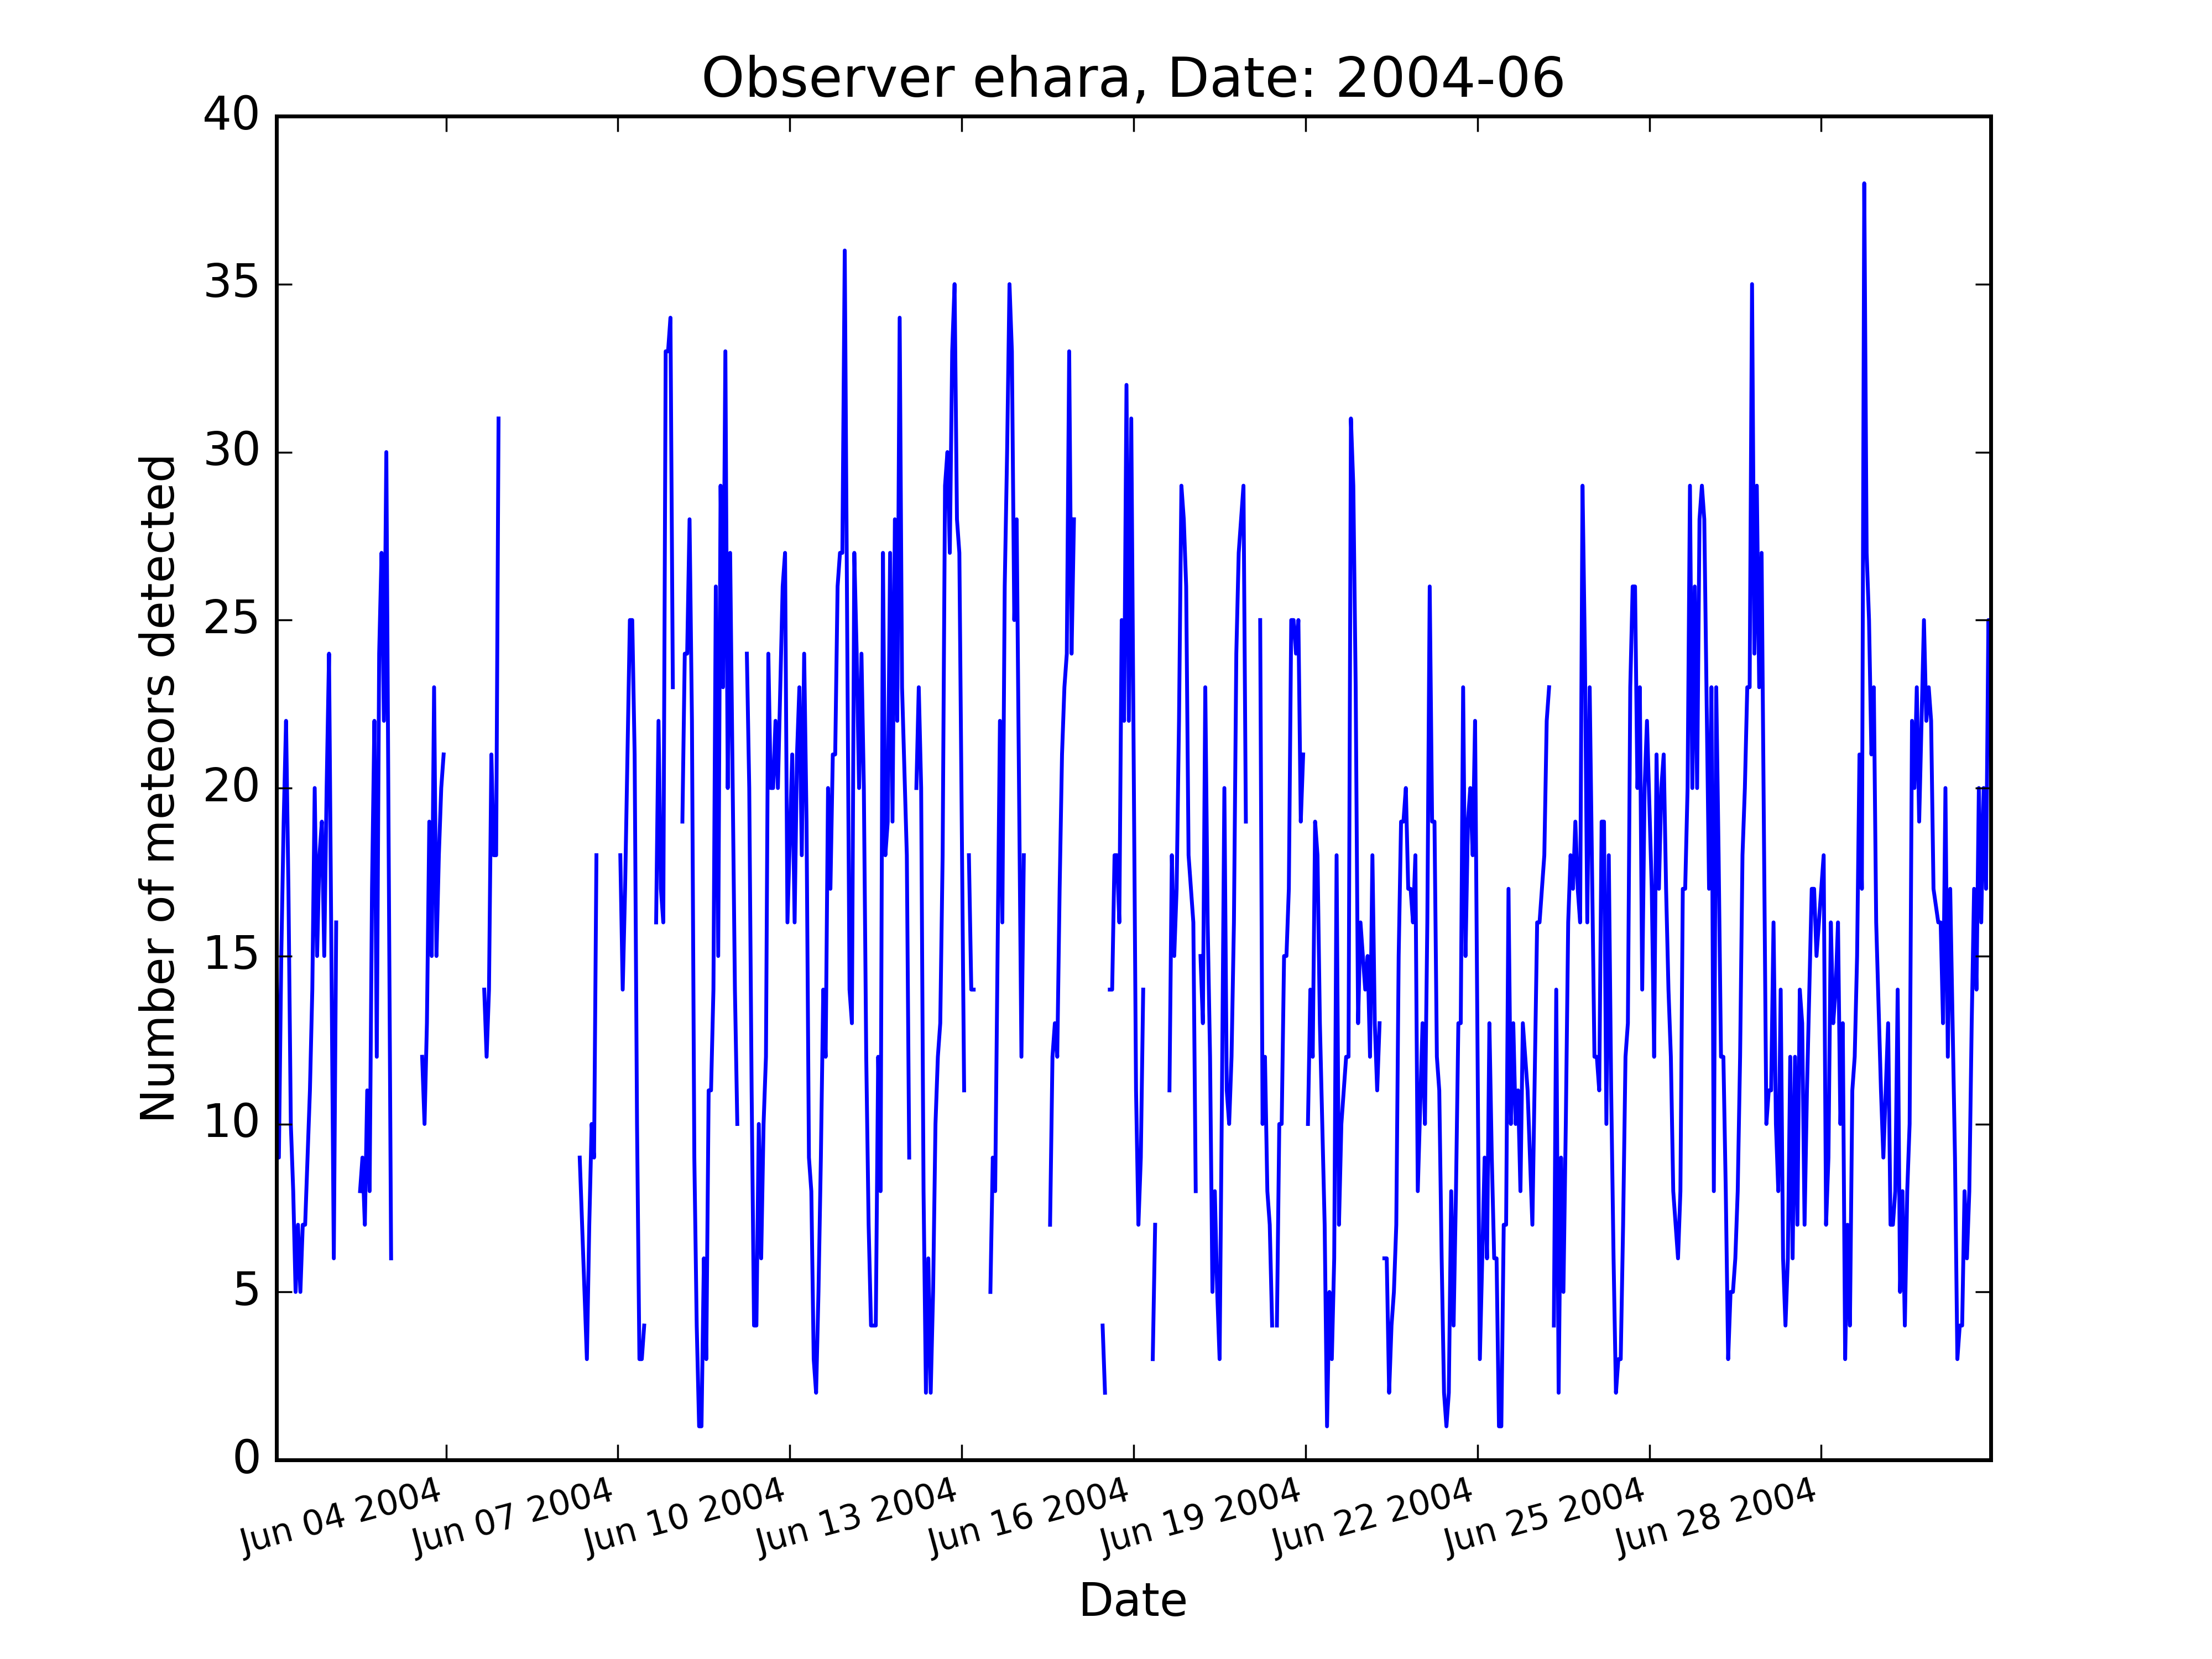 Observer ehara, Date: 2004-06
40
35
30
25
20
15
10
5
0
Number of meteors detected
Jun 04 2004
Jun 07 2004
Jun 10 2004
Jun 13 2004
Jun 16 2004
Jun 19 2004
Jun 22 2004
Jun 25 2004
Jun 28 2004
Date